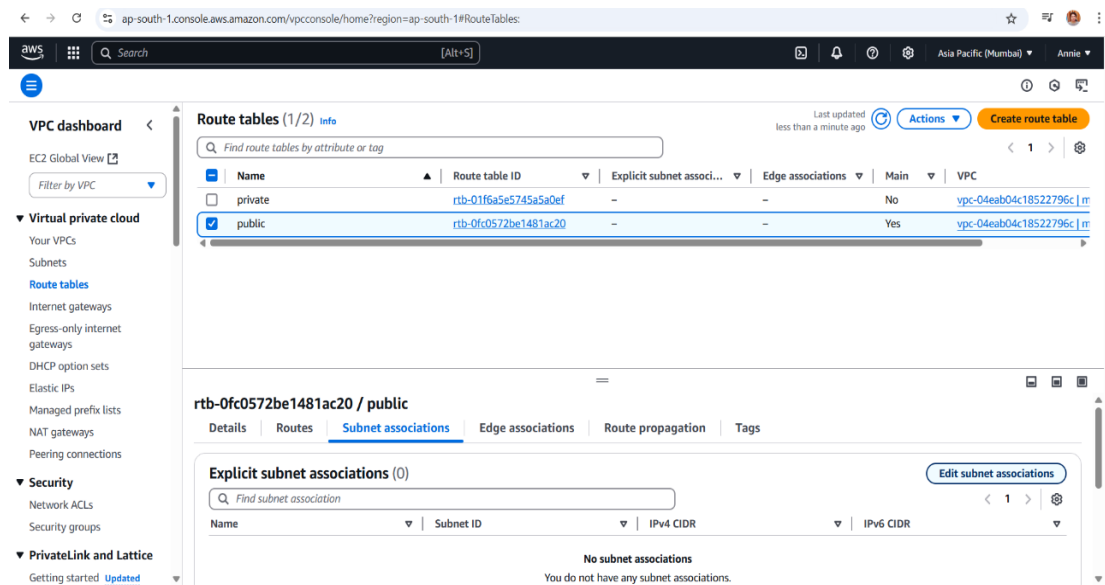 ap-south-1.console.aws.amazon.com/vpcconsole/home?region=ap-south-1#RouteTables:
aws Search [Alt+S] Asia Pacific (Mumbai) Annie
VPC dashboard
EC2 Global View
Filter by VPC
Virtual private cloud
Your VPCs
Subnets
Route tables
Internet gateways
Egress-only internet
gateways
DHCP option sets
Elastic IPs
Managed prefix lists
NAT gateways
Peering connections
Security
Network ACLs
Security groups
PrivateLink and Lattice
Getting started Updated
Route tables (1/2) Info
Last updated
less than a minute ago
Actions
Create route table
Find route tables by attribute or tag
1
Name Route table ID Explicit subnet associ... Edge associations Main VPC
private rtb-01f6a5e5745a5a0ef – – No vpc-04eab04c18522796c | m
public rtb-0fc0572be1481ac20 – – Yes vpc-04eab04c18522796c | m
rtb-0fc0572be1481ac20 / public
Details Routes Subnet associations Edge associations Route propagation Tags
Explicit subnet associations (0)
Edit subnet associations
Find subnet association
1
Name Subnet ID IPv4 CIDR IPv6 CIDR
No subnet associations
You do not have any subnet associations.